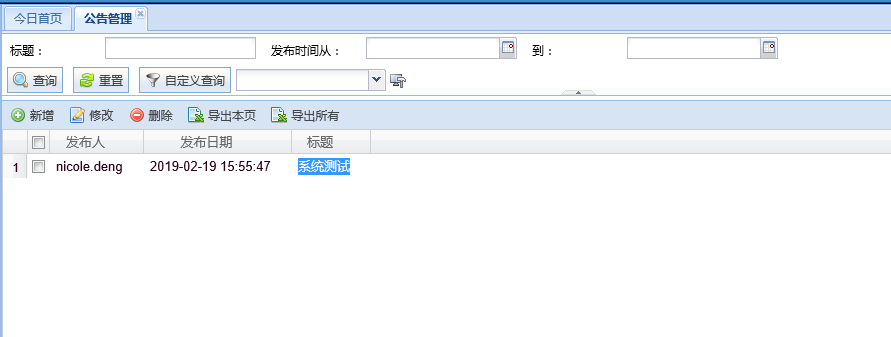 今日首页 公告管理
标题： 发布时间从： 到：
查询 重置 自定义查询
新增 修改 删除 导出本页 导出所有
发布人 发布日期 标题
1 nicole.deng 2019-02-19 15:55:47 系统测试